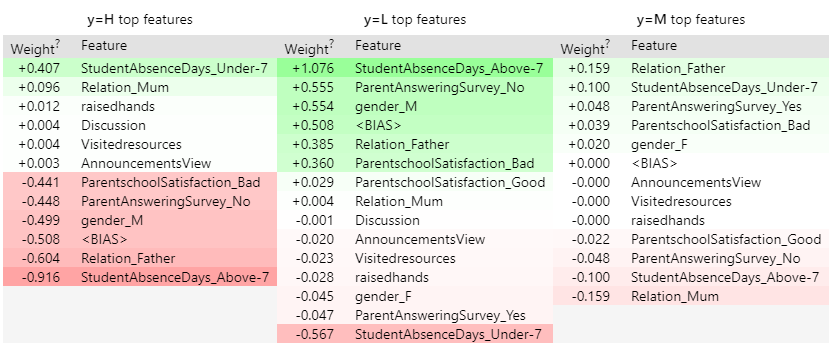 y=H top features
Weight? Feature
+0.407 StudentAbsenceDays_Under-7
+0.096 Relation_Mum
+0.012 raisedhands
+0.004 Discussion
+0.004 Visitedresources
+0.003 AnnouncementsView
-0.441 ParentschoolSatisfaction_Bad
-0.448 ParentAnsweringSurvey_No
-0.499 gender_M
-0.508 <BIAS>
-0.604 Relation_Father
-0.916 StudentAbsenceDays_Above-7
y=L top features
Weight? Feature
+1.076 StudentAbsenceDays_Above-7
+0.555 ParentAnsweringSurvey_No
+0.554 gender_M
+0.508 <BIAS>
+0.385 Relation_Father
+0.360 ParentschoolSatisfaction_Bad
+0.029 ParentschoolSatisfaction_Good
+0.004 Relation_Mum
-0.001 Discussion
-0.020 AnnouncementsView
-0.023 Visitedresources
-0.028 raisedhands
-0.045 gender_F
-0.047 ParentAnsweringSurvey_Yes
-0.567 StudentAbsenceDays_Under-7
y=M top features
Weight? Feature
+0.159 Relation_Father
+0.100 StudentAbsenceDays_Under-7
+0.048 ParentAnsweringSurvey_Yes
+0.039 ParentschoolSatisfaction_Bad
+0.020 gender_F
+0.000 <BIAS>
-0.000 AnnouncementsView
-0.000 Visitedresources
-0.000 raisedhands
-0.022 ParentschoolSatisfaction_Good
-0.048 ParentAnsweringSurvey_No
-0.100 StudentAbsenceDays_Above-7
-0.159 Relation_Mum